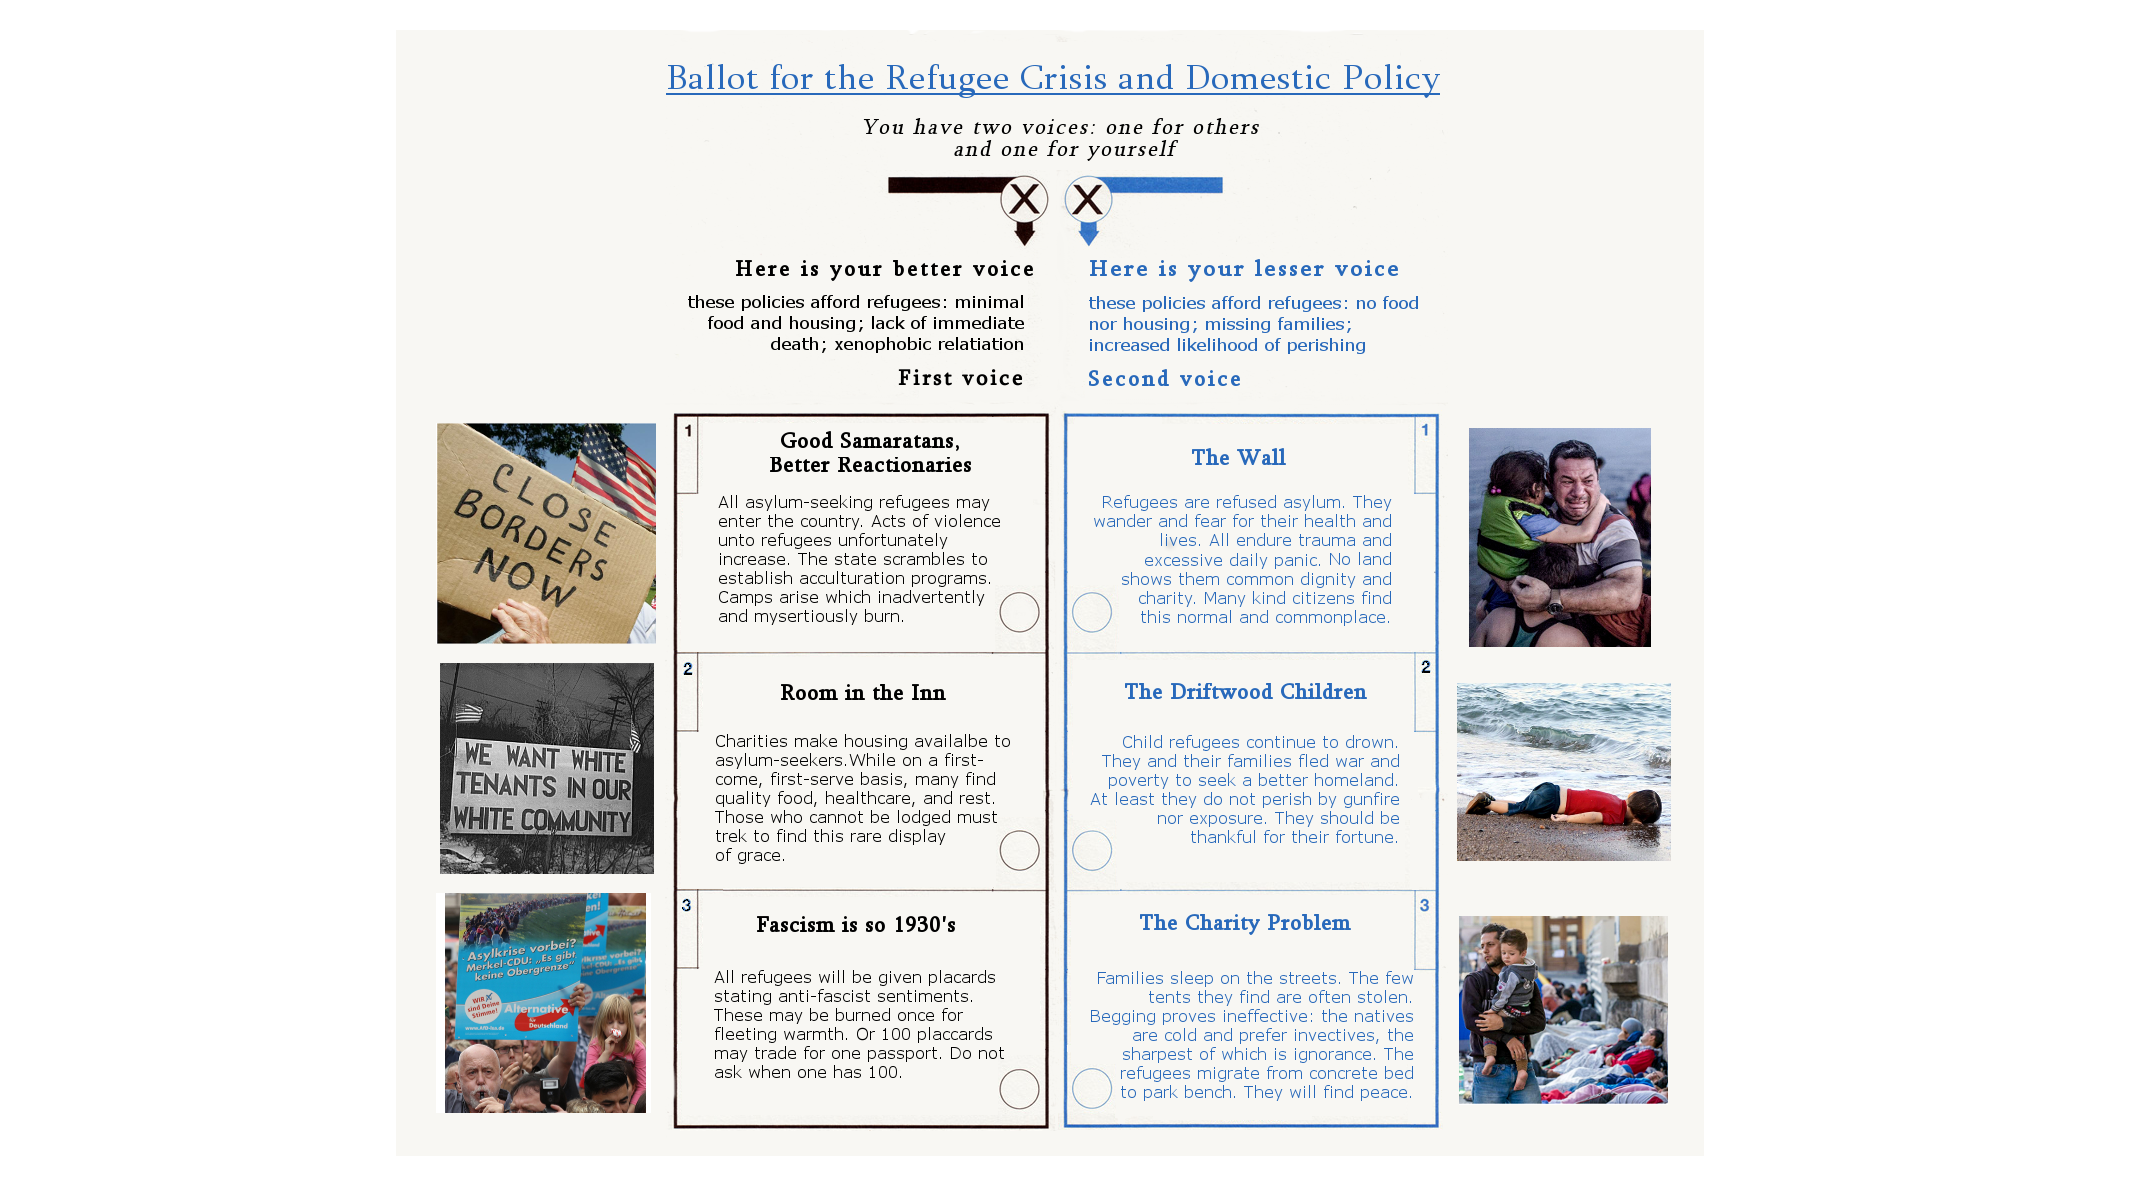 Ballot for the Refugee Crisis and Domestic Policy
You have two voices: one for others
and one for yourself
X
X
Here is your better voice
these policies afford refugees: minimal
food and housing; lack of immediate
death; xenophobic relatiation
First voice
Here is your lesser voice
these policies afford refugees: no food
nor housing; missing families;
increased likelihood of perishing
Second voice
CLOSE
BORDERS
NOW
1
Good Samaratans,
Better Reactionaries
All asylum-seeking refugees may
enter the country. Acts of violence
unto refugees unfortunately
increase. The state scrambles to
establish acculturation programs.
Camps arise which inadvertently
and mysertiously burn.
1
The Wall
Refugees are refused asylum. They
wander and fear for their health and
lives. All endure trauma and
excessive daily panic. No land
shows them common dignity and
charity. Many kind citizens find
this normal and commonplace.
WE WANT WHITE
TENANTS IN OUR
WHITE COMMUNITY
2
Room in the Inn
Charities make housing availalbe to
asylum-seekers.While on a first-
come, first-serve basis, many find
quality food, healthcare, and rest.
Those who cannot be lodged must
trek to find this rare display
of grace.
2
The Driftwood Children
Child refugees continue to drown.
They and their families fled war and
poverty to seek a better homeland.
At least they do not perish by gunfire
nor exposure. They should be
thankful for their fortune.
Asylkrise vorbei?
Merkel-CDU: „Es gibt
keine Obergrenze"
WIR
sind Deine
Stimme!
Alternative
für
Deutschland
3
Fascism is so 1930's
All refugees will be given placards
stating anti-fascist sentiments.
These may be burned once for
fleeting warmth. Or 100 placcards
may trade for one passport. Do not
ask when one has 100.
3
The Charity Problem
Families sleep on the streets. The few
tents they find are often stolen.
Begging proves ineffective: the natives
are cold and prefer invectives, the
sharpest of which is ignorance. The
refugees migrate from concrete bed
to park bench. They will find peace.